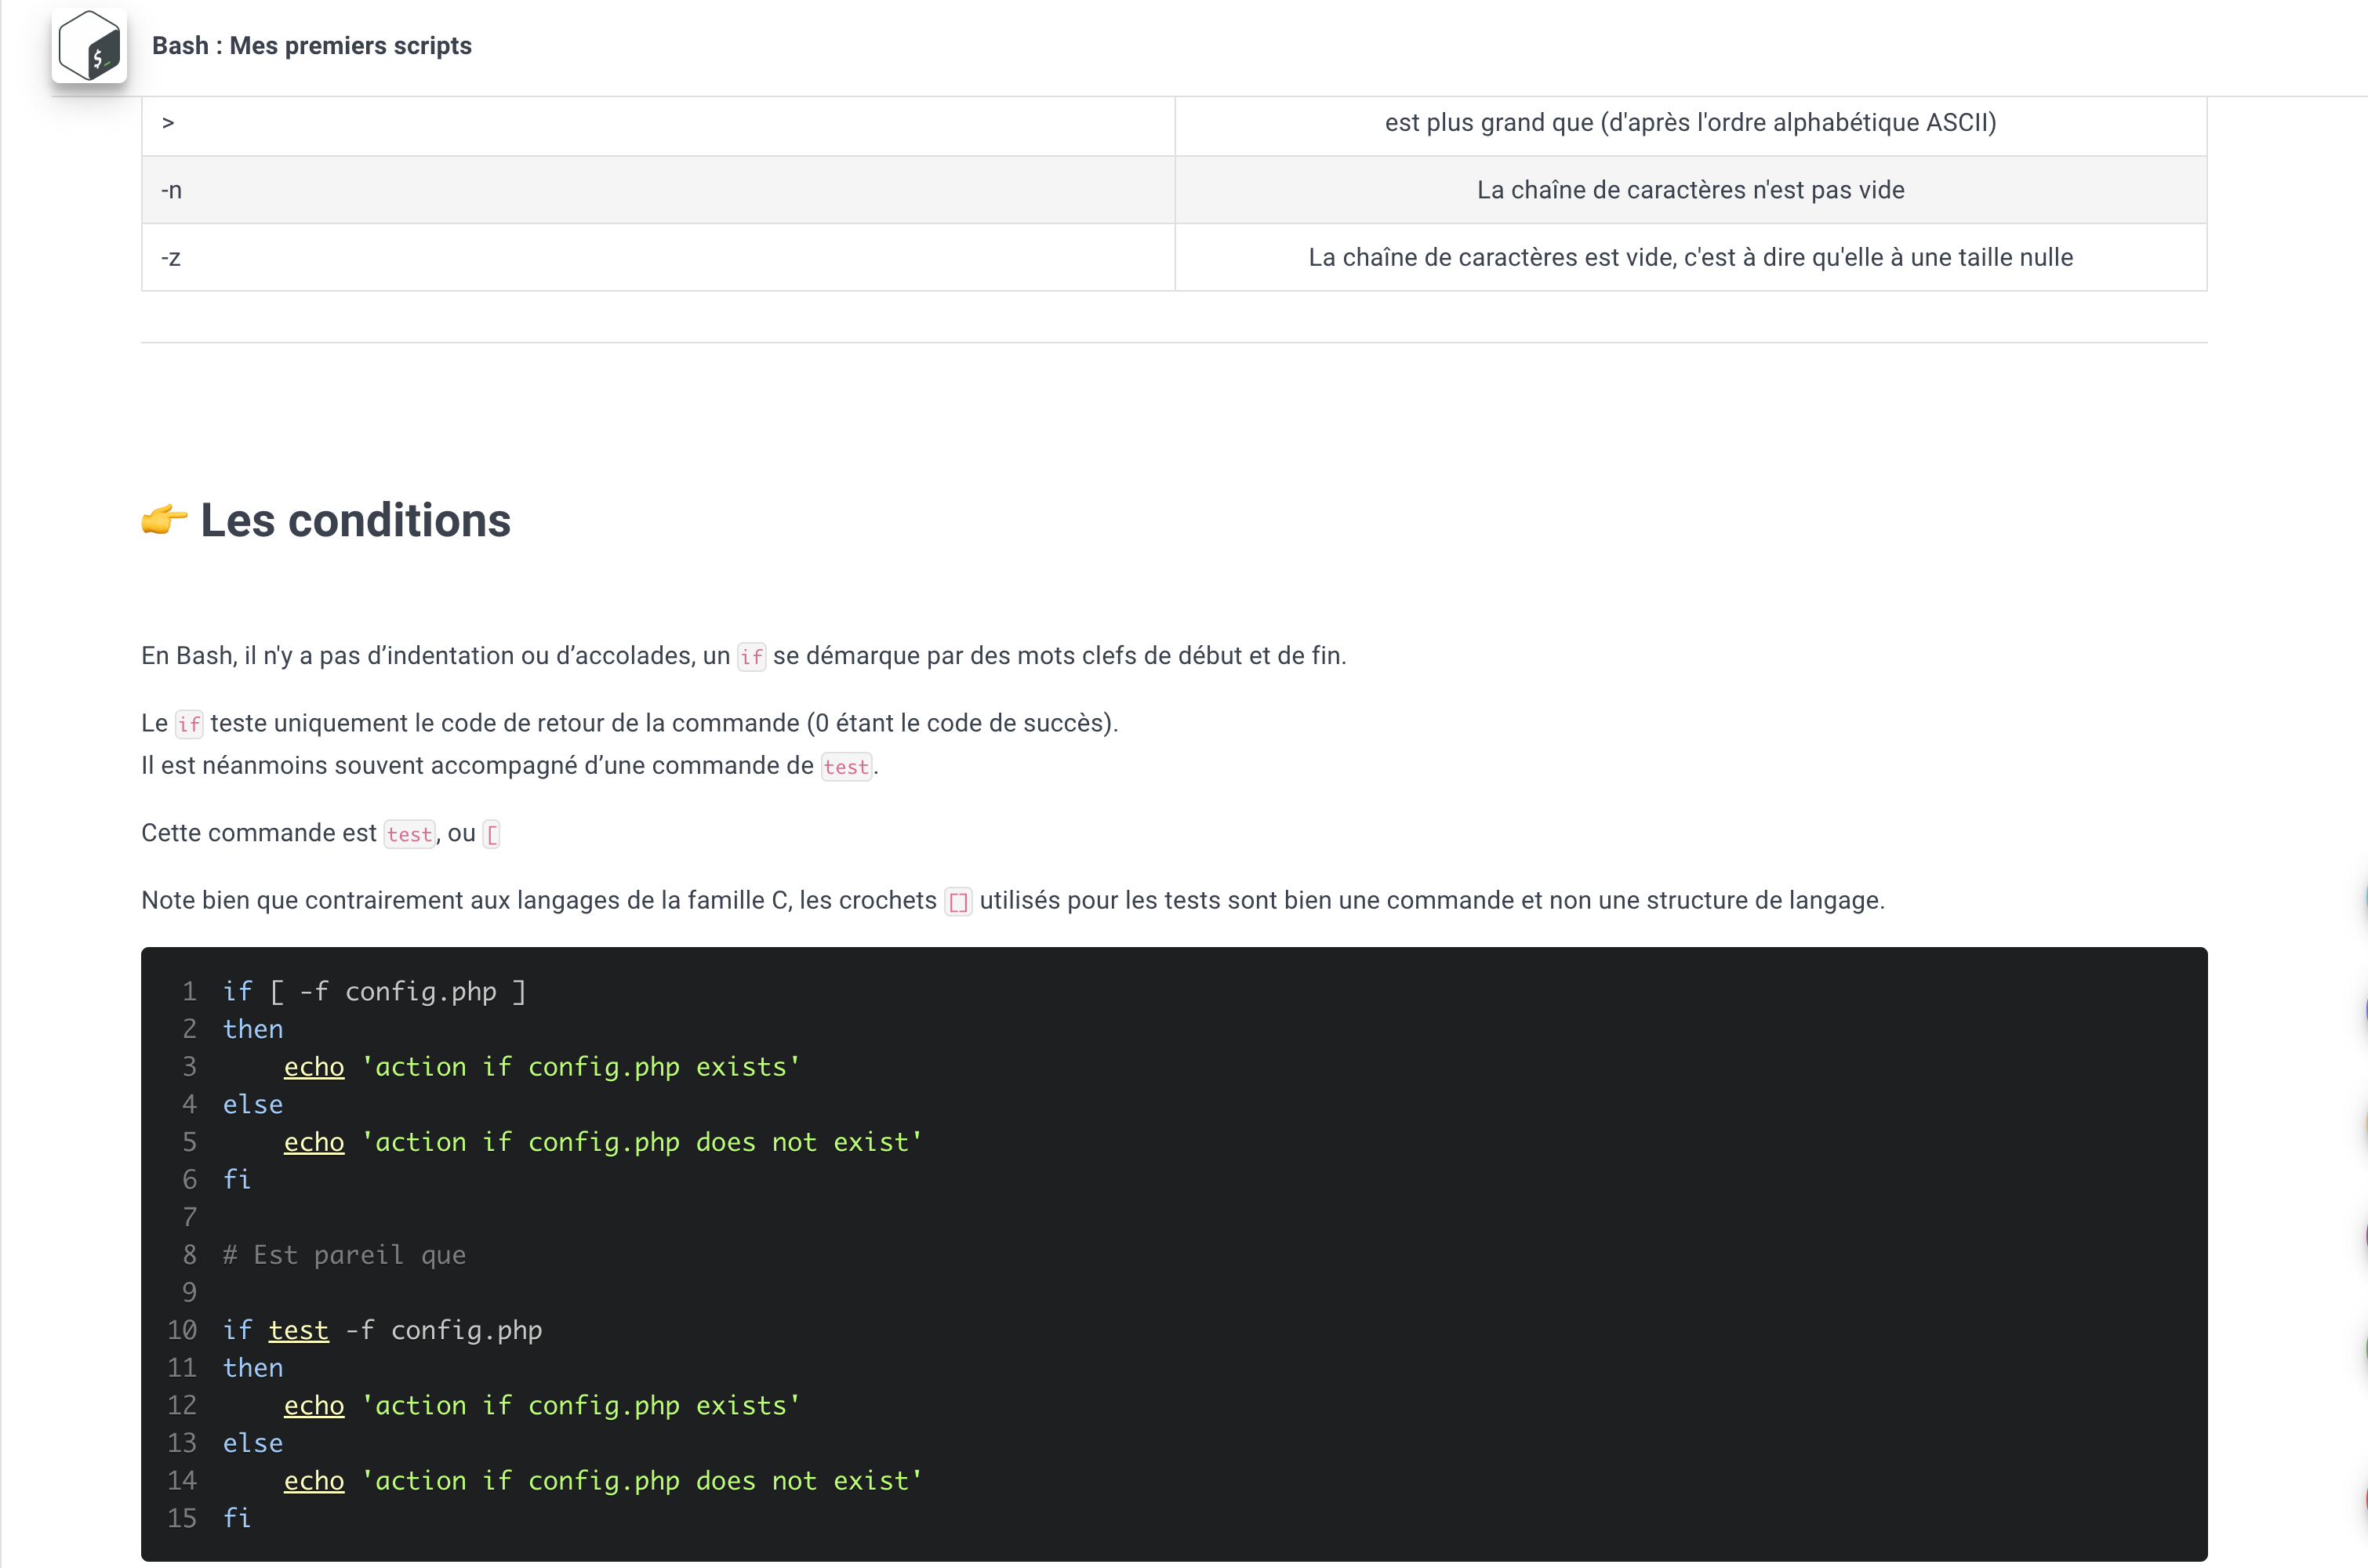 $_
Bash : Mes premiers scripts
> est plus grand que (d'après l'ordre alphabétique ASCII)
-n La chaîne de caractères n'est pas vide
-z La chaîne de caractères est vide, c'est à dire qu'elle à une taille nulle
👉 Les conditions
En Bash, il n'y a pas d’indentation ou d’accolades, un if se démarque par des mots clefs de début et de fin.
Le if teste uniquement le code de retour de la commande (0 étant le code de succès).
Il est néanmoins souvent accompagné d’une commande de test.
Cette commande est test, ou [
Note bien que contrairement aux langages de la famille C, les crochets [] utilisés pour les tests sont bien une commande et non une structure de langage.
1 if [ -f config.php ]
2 then
3     echo 'action if config.php exists'
4 else
5     echo 'action if config.php does not exist'
6 fi
7
8 # Est pareil que
9
10 if test -f config.php
11 then
12     echo 'action if config.php exists'
13 else
14     echo 'action if config.php does not exist'
15 fi